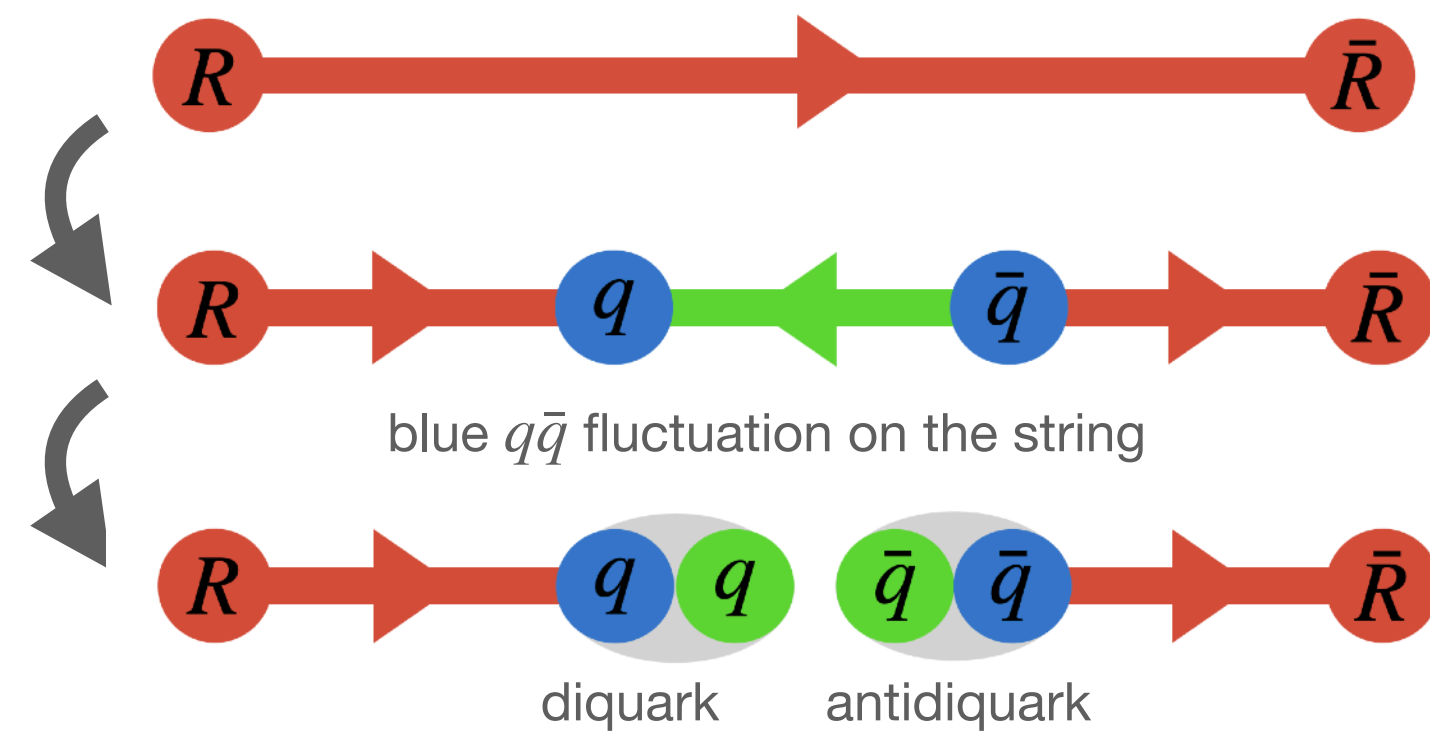 R R̄
R q q̄ R̄
blue qq̄ fluctuation on the string
R q q q̄ q̄ R̄
diquark antidiquark